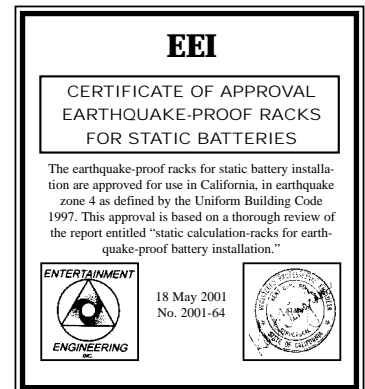 EEI
CERTIFICATE OF APPROVAL
EARTHQUAKE-PROOF RACKS
FOR STATIC BATTERIES
The earthquake-proof racks for static battery installa-
tion are approved for use in California, in earthquake
zone 4 as defined by the Uniform Building Code
1997. This approval is based on a thorough review of
the report entitled “static calculation-racks for earth-
quake-proof battery installation.”
ENTERTAINMENT
ENGINEERING
INC.
18 May 2001
No. 2001-64
REGISTERED PROFESSIONAL ENGINEER
STATE OF CALIFORNIA